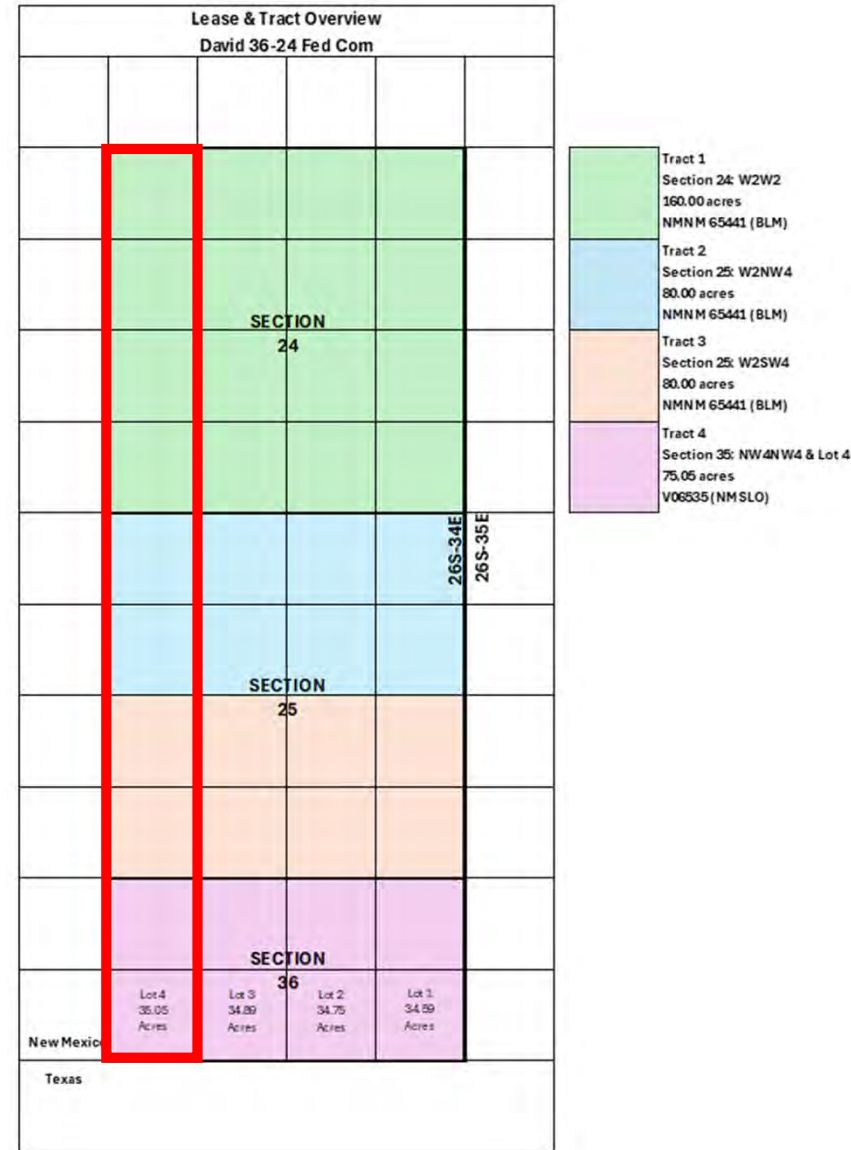 Lease & Tract Overview
David 36-24 Fed Com
Tract 1
Section 24: W2W2
160.00 acres
NMNM 65441 (BLM)
Tract 2
Section 25: W2NW4
80.00 acres
NMNM 65441 (BLM)
Tract 3
Section 25: W2SW4
80.00 acres
NMNM 65441 (BLM)
Tract 4
Section 35: NW4NW4 & Lot 4
75.05 acres
V06535 (NMSLO)
SECTION
24
26S-34E
26S-35E
SECTION
25
SECTION
36
Lot 4
35.05
Acres
Lot 3
34.89
Acres
Lot 2
34.75
Acres
Lot 1
34.59
Acres
New Mexico
Texas